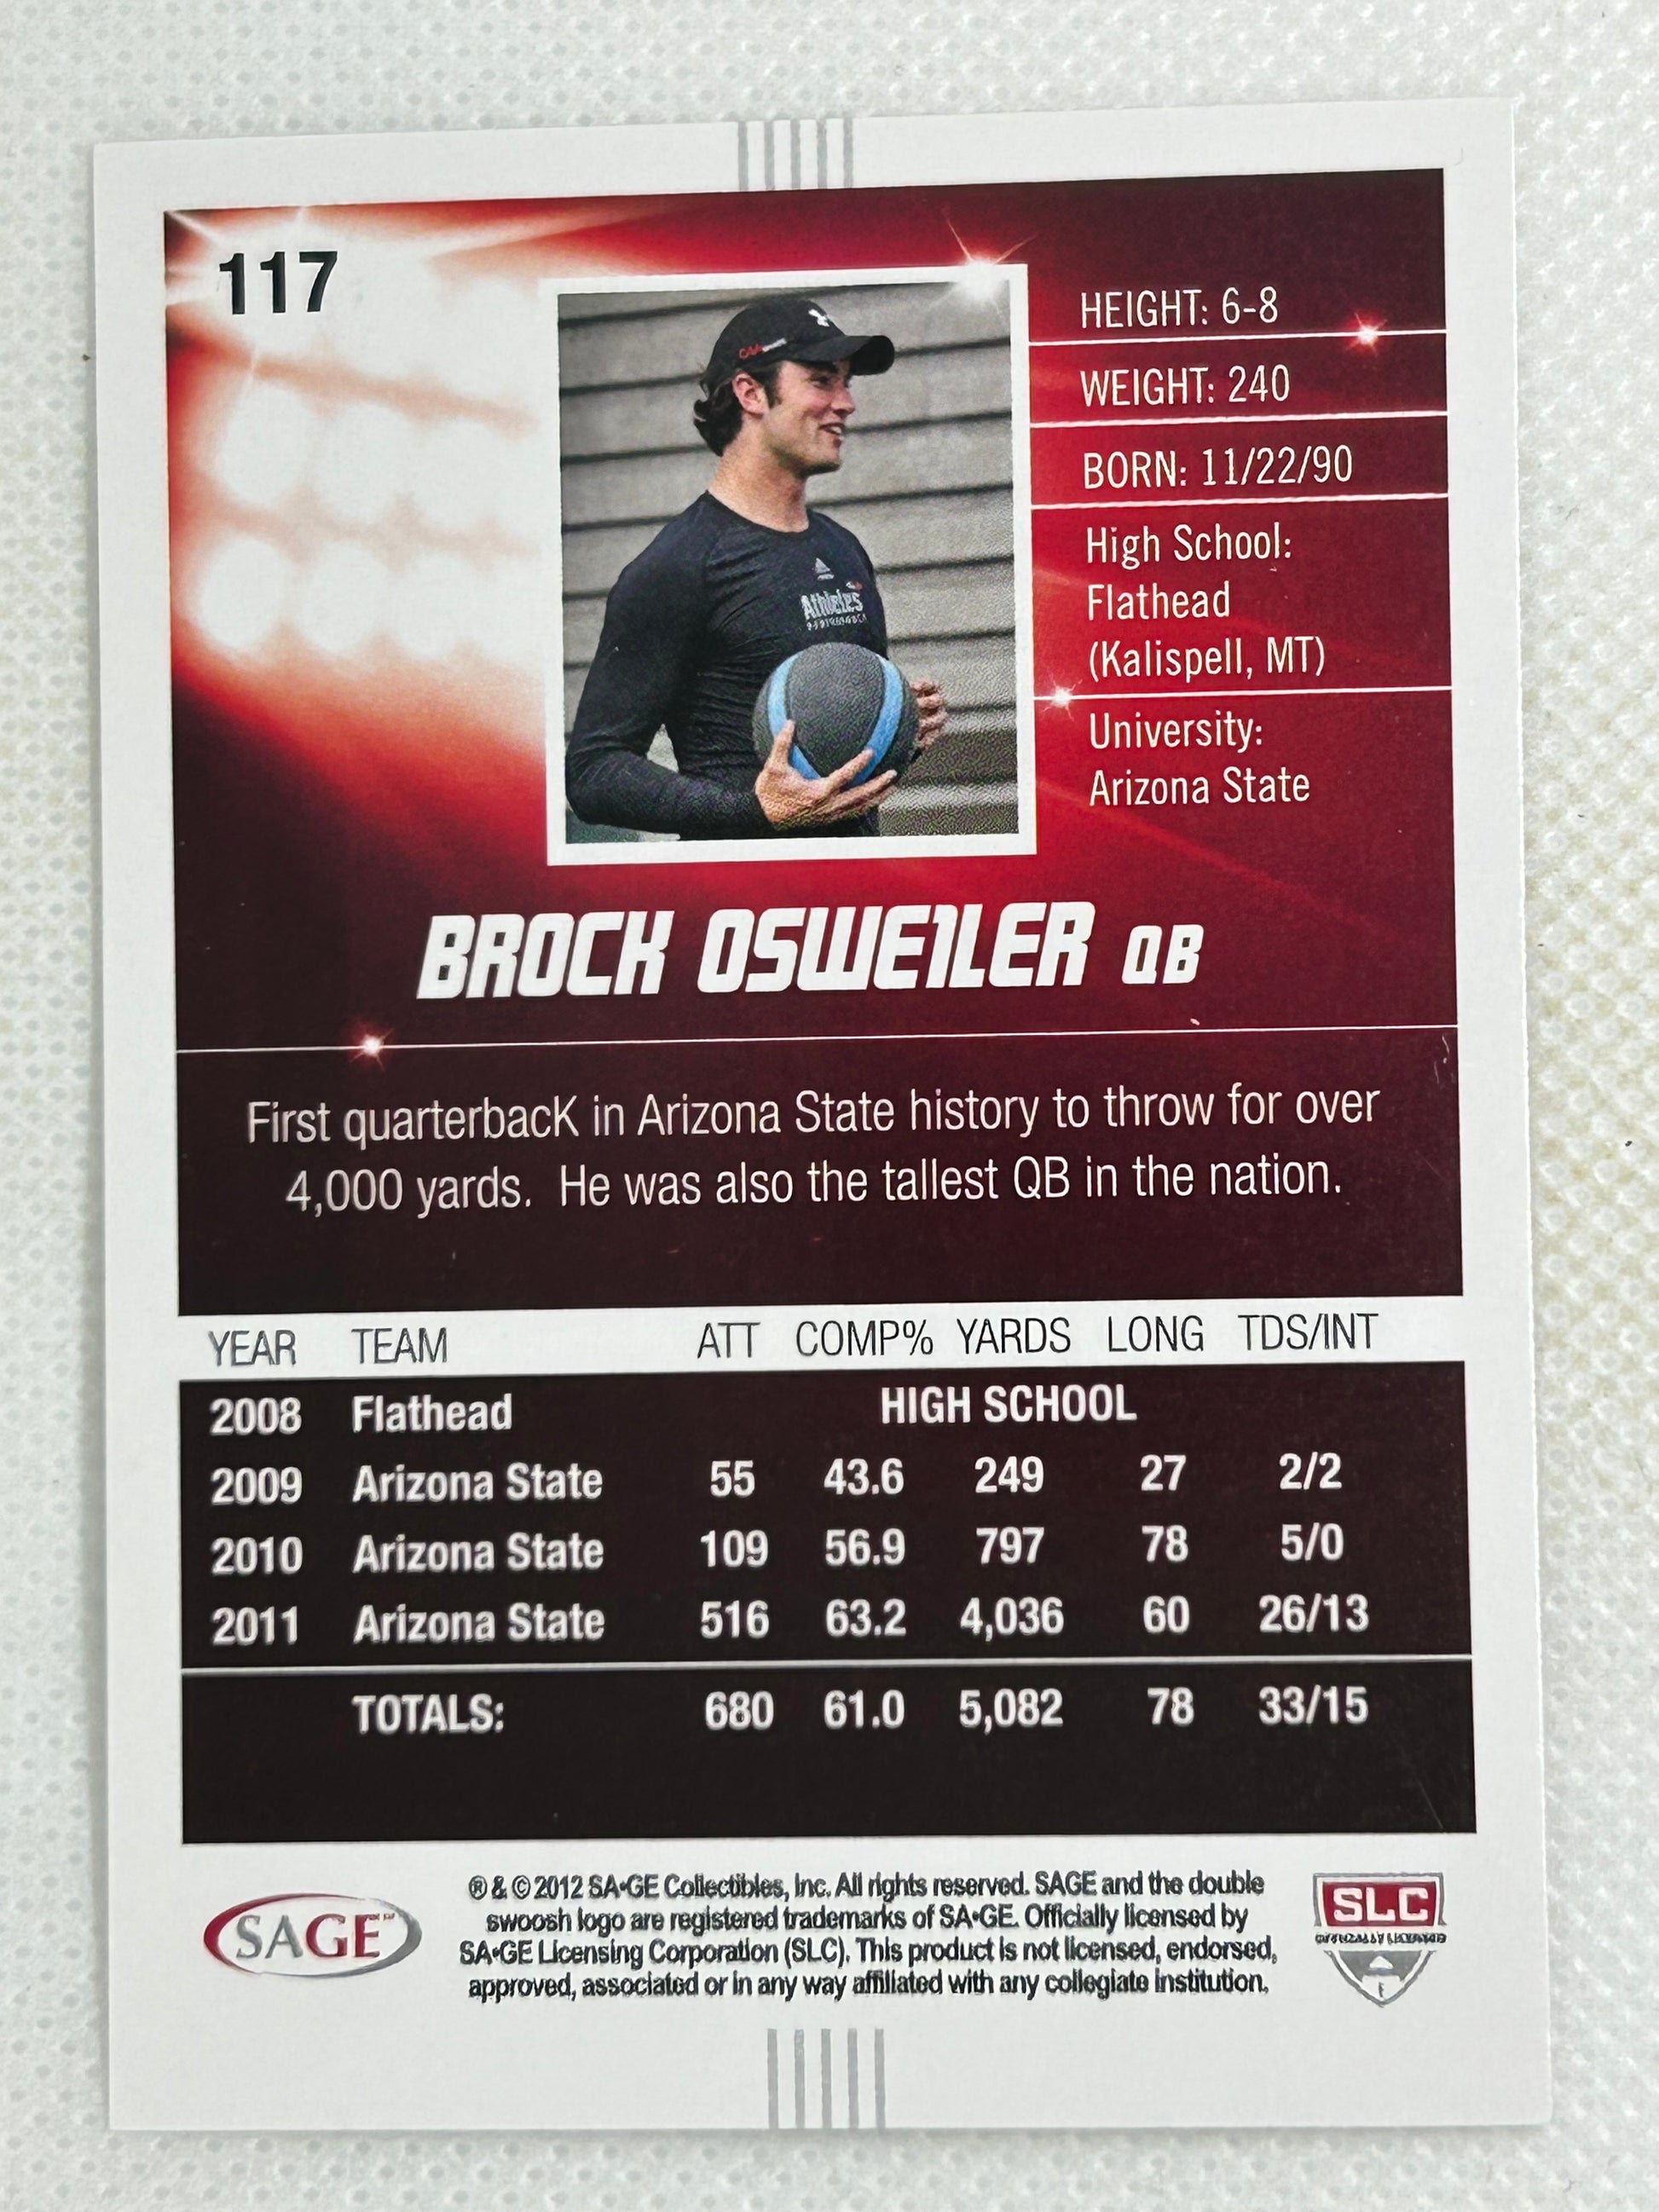 117
HEIGHT: 6-8
WEIGHT: 240
BORN: 11/22/90
High School:
Flathead
(Kalispell, MT)
University:
Arizona State
Athletes
BROCK OSWEILER QB
First quarterbacK in Arizona State history to throw for over
4,000 yards. He was also the tallest QB in the nation.
YEAR TEAM ATT COMP% YARDS LONG TDS/INT
2008 Flathead HIGH SCHOOL
2009 Arizona State 55 43.6 249 27 2/2
2010 Arizona State 109 56.9 797 78 5/0
2011 Arizona State 516 63.2 4,036 60 26/13
TOTALS: 680 61.0 5,082 78 33/15
SAGE
® & © 2012 SA•GE Collectibles, Inc. All rights reserved. SAGE and the double
swoosh logo are registered trademarks of SA•GE. Officially licensed by
SA•GE Licensing Corporation (SLC). This product is not licensed, endorsed,
approved, associated or in any way affiliated with any collegiate institution.
SLC
OFFICIALLY LICENSED